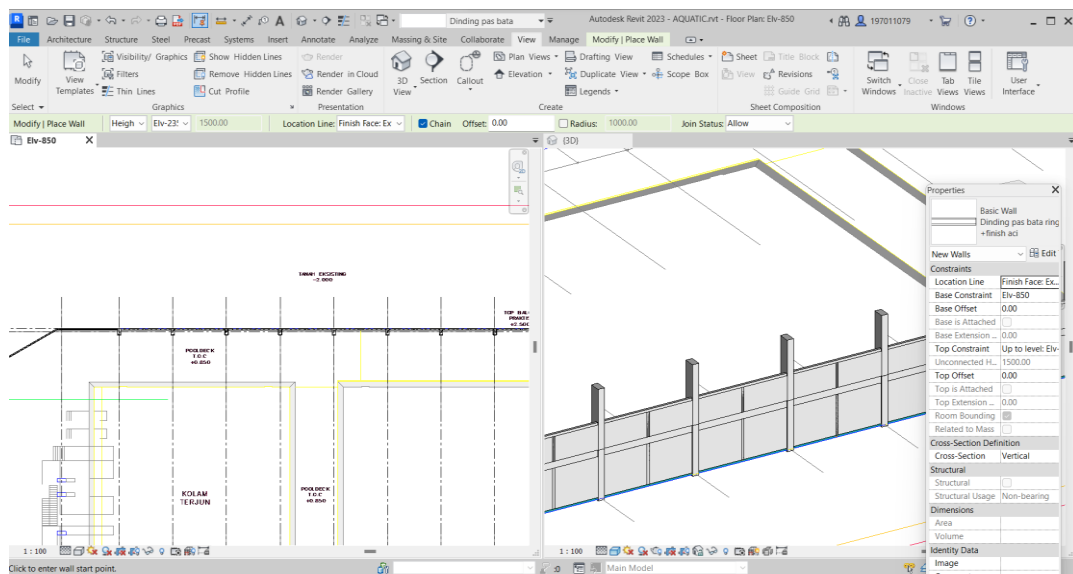 Dinding pas bata
Autodesk Revit 2023 - AQUATIC.rvt - Floor Plan: Elv-850
197011079
File Architecture Structure Steel Precast Systems Insert Annotate Analyze Massing & Site Collaborate View Manage Modify | Place Wall
Modify
View Templates
Visibility/ Graphics
Filters
Thin Lines
Show Hidden Lines
Remove Hidden Lines
Cut Profile
Render
Render in Cloud
Render Gallery
3D View
Section
Callout
Plan Views
Elevation
Drafting View
Duplicate View
Legends
Schedules
Scope Box
Sheet
View
Title Block
Revisions
Guide Grid
Switch Windows
Close Inactive
Tab Views
Tile Views
User Interface
Select Graphics Presentation Create Sheet Composition Windows
Modify | Place Wall Heigh Elv-23! 1500.00 Location Line: Finish Face: Ex Chain Offset: 0.00 Radius: 1000.00 Join Status: Allow
Elv-850 X
(3D)
TANAH EKSISTING
-2.000
POOLDECK
T.O.C
+0.850
KOLAM
TERJUN
POOLDECK
T.O.C
+0.850
1 : 100
1 : 100
Properties X
Basic Wall
Dinding pas bata ring
+finish aci
New Walls Edit
Constraints
Location Line Finish Face: Ex...
Base Constraint Elv-850
Base Offset 0.00
Base is Attached
Base Extension ... 0.00
Top Constraint Up to level: Elv-
Unconnected H... 1500.00
Top Offset 0.00
Top is Attached
Top Extension ... 0.00
Room Bounding
Related to Mass
Cross-Section Definition
Cross-Section Vertical
Structural
Structural
Structural Usage Non-bearing
Dimensions
Area
Volume
Identity Data
Image
Click to enter wall start point.
:0
Main Model